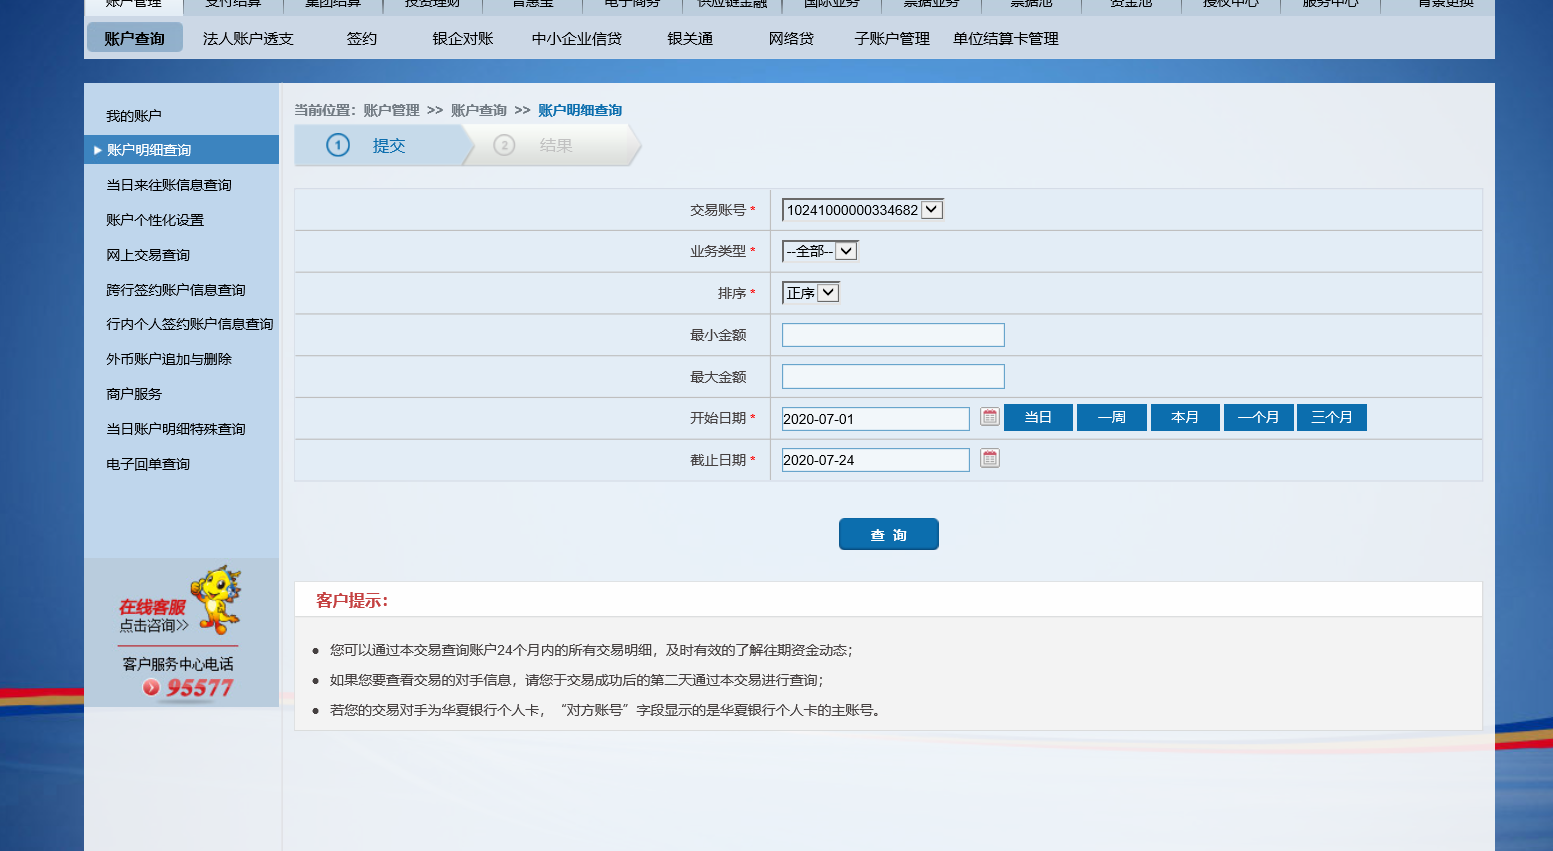 账户管理 支付结算 集团结算 投资理财 电子商务 供应链金融 国际业务 票据业务 票据池 资金池 授权中心 服务中心 背景更换
账户查询 法人账户透支 签约 银企对账 中小企业信贷 银关通 网络贷 子账户管理 单位结算卡管理
当前位置：账户管理 >> 账户查询 >> 账户明细查询
1 提交 2 结果
我的账户
账户明细查询
当日来往账信息查询
账户个性化设置
网上交易查询
跨行签约账户信息查询
行内个人签约账户信息查询
外币账户追加与删除
商户服务
当日账户明细特殊查询
电子回单查询
在线客服
点击咨询>>
客户服务中心电话
95577
交易账号 * 10241000000334682
业务类型 * --全部--
排序 * 正序
最小金额
最大金额
开始日期 * 2020-07-01 当日 一周 本月 一个月 三个月
截止日期 * 2020-07-24
查 询
客户提示：
● 您可以通过本交易查询账户24个月内的所有交易明细，及时有效的了解往期资金动态；
● 如果您要查看交易的对手信息，请您于交易成功后的第二天通过本交易进行查询；
● 若您的交易对手为华夏银行个人卡，“对方账号”字段显示的是华夏银行个人卡的主账号。